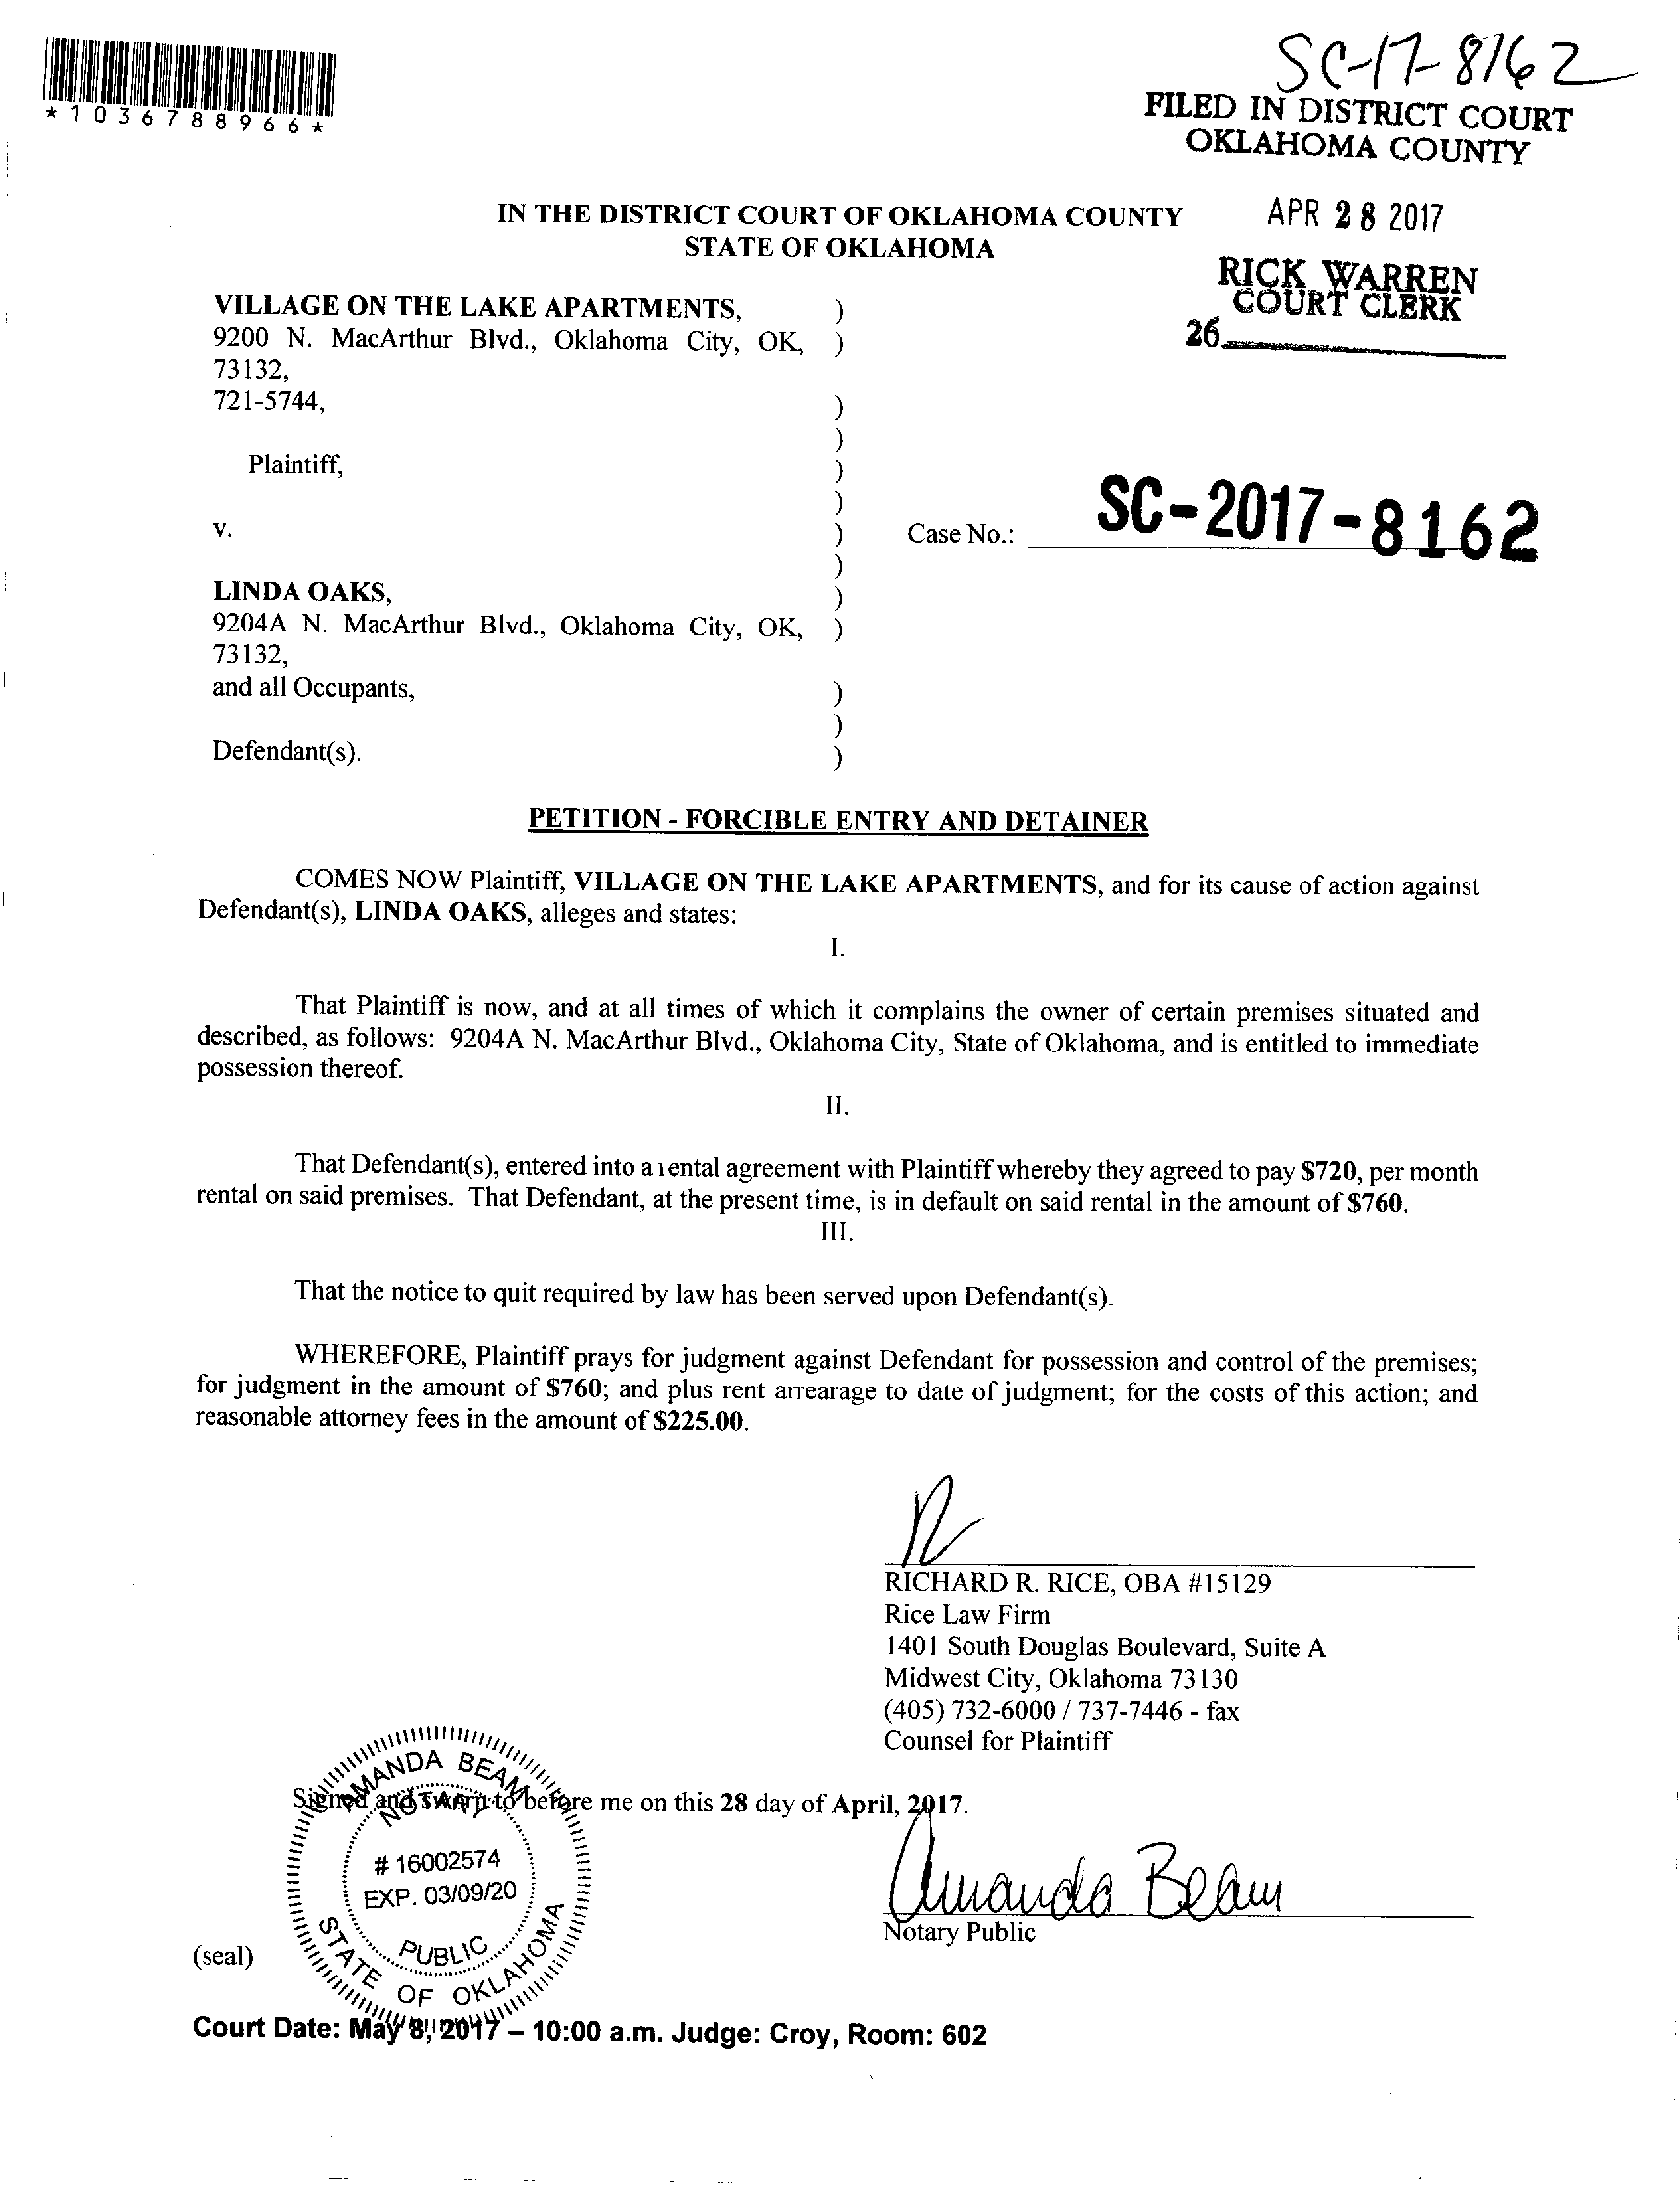 SC-17-8162
*1036788966*
FILED IN DISTRICT COURT
OKLAHOMA COUNTY
IN THE DISTRICT COURT OF OKLAHOMA COUNTY
STATE OF OKLAHOMA
APR 28 2017
RICK WARREN
COURT CLERK
26
VILLAGE ON THE LAKE APARTMENTS, )
9200 N. MacArthur Blvd., Oklahoma City, OK, )
73132,
721-5744, )
)
Plaintiff, )
)
v. ) Case No.: SC-2017-8162
)
LINDA OAKS, )
9204A N. MacArthur Blvd., Oklahoma City, OK, )
73132,
and all Occupants, )
)
Defendant(s). )
PETITION - FORCIBLE ENTRY AND DETAINER
COMES NOW Plaintiff, VILLAGE ON THE LAKE APARTMENTS, and for its cause of action against
Defendant(s), LINDA OAKS, alleges and states:
I.
That Plaintiff is now, and at all times of which it complains the owner of certain premises situated and
described, as follows: 9204A N. MacArthur Blvd., Oklahoma City, State of Oklahoma, and is entitled to immediate
possession thereof.
II.
That Defendant(s), entered into a rental agreement with Plaintiff whereby they agreed to pay $720, per month
rental on said premises. That Defendant, at the present time, is in default on said rental in the amount of $760.
III.
That the notice to quit required by law has been served upon Defendant(s).
WHEREFORE, Plaintiff prays for judgment against Defendant for possession and control of the premises;
for judgment in the amount of $760; and plus rent arrearage to date of judgment; for the costs of this action; and
reasonable attorney fees in the amount of $225.00.
RICHARD R. RICE, OBA #15129
Rice Law Firm
1401 South Douglas Boulevard, Suite A
Midwest City, Oklahoma 73130
(405) 732-6000 / 737-7446 - fax
Counsel for Plaintiff
Signed and sworn to before me on this 28 day of April, 2017.
AMANDA BEAM
NOTARY
# 16002574
EXP. 03/09/20
PUBLIC
STATE OF OKLAHOMA
Amanda Beam
Notary Public
(seal)
Court Date: May 8, 2017 – 10:00 a.m. Judge: Croy, Room: 602